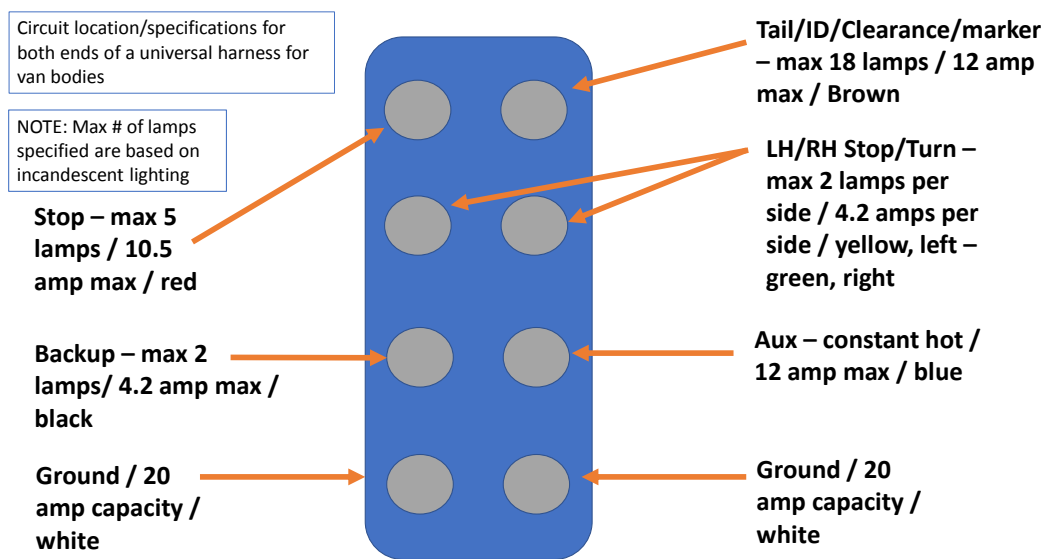 Circuit location/specifications for
both ends of a universal harness for
van bodies
NOTE: Max # of lamps
specified are based on
incandescent lighting
Stop – max 5
lamps / 10.5
amp max / red
Backup – max 2
lamps/ 4.2 amp max /
black
Ground / 20
amp capacity /
white
Tail/ID/Clearance/marker
– max 18 lamps / 12 amp
max / Brown
LH/RH Stop/Turn –
max 2 lamps per
side / 4.2 amps per
side / yellow, left –
green, right
Aux – constant hot /
12 amp max / blue
Ground / 20
amp capacity /
white